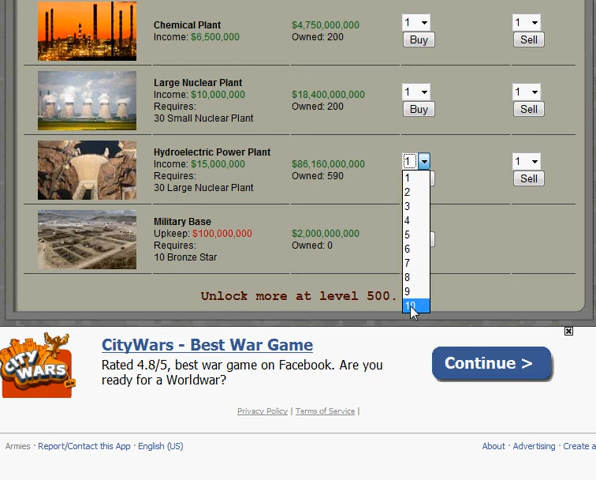 Chemical Plant
Income: $6,500,000
$4,750,000,000
Owned: 200
1
Buy
1
Sell
Large Nuclear Plant
Income: $10,000,000
Requires:
30 Small Nuclear Plant
$18,400,000,000
Owned: 200
1
Buy
1
Sell
Hydroelectric Power Plant
Income: $15,000,000
Requires:
30 Large Nuclear Plant
$86,160,000,000
Owned: 590
1
1
Sell
1
2
3
4
5
6
7
8
9
10
Military Base
Upkeep: $100,000,000
Requires:
10 Bronze Star
$2,000,000,000
Owned: 0
Unlock more at level 500.
CITY WARS
CityWars - Best War Game
Rated 4.8/5, best war game on Facebook. Are you
ready for a Worldwar?
Continue >
Privacy Policy | Terms of Service |
Armies · Report/Contact this App · English (US)
About · Advertising · Create a